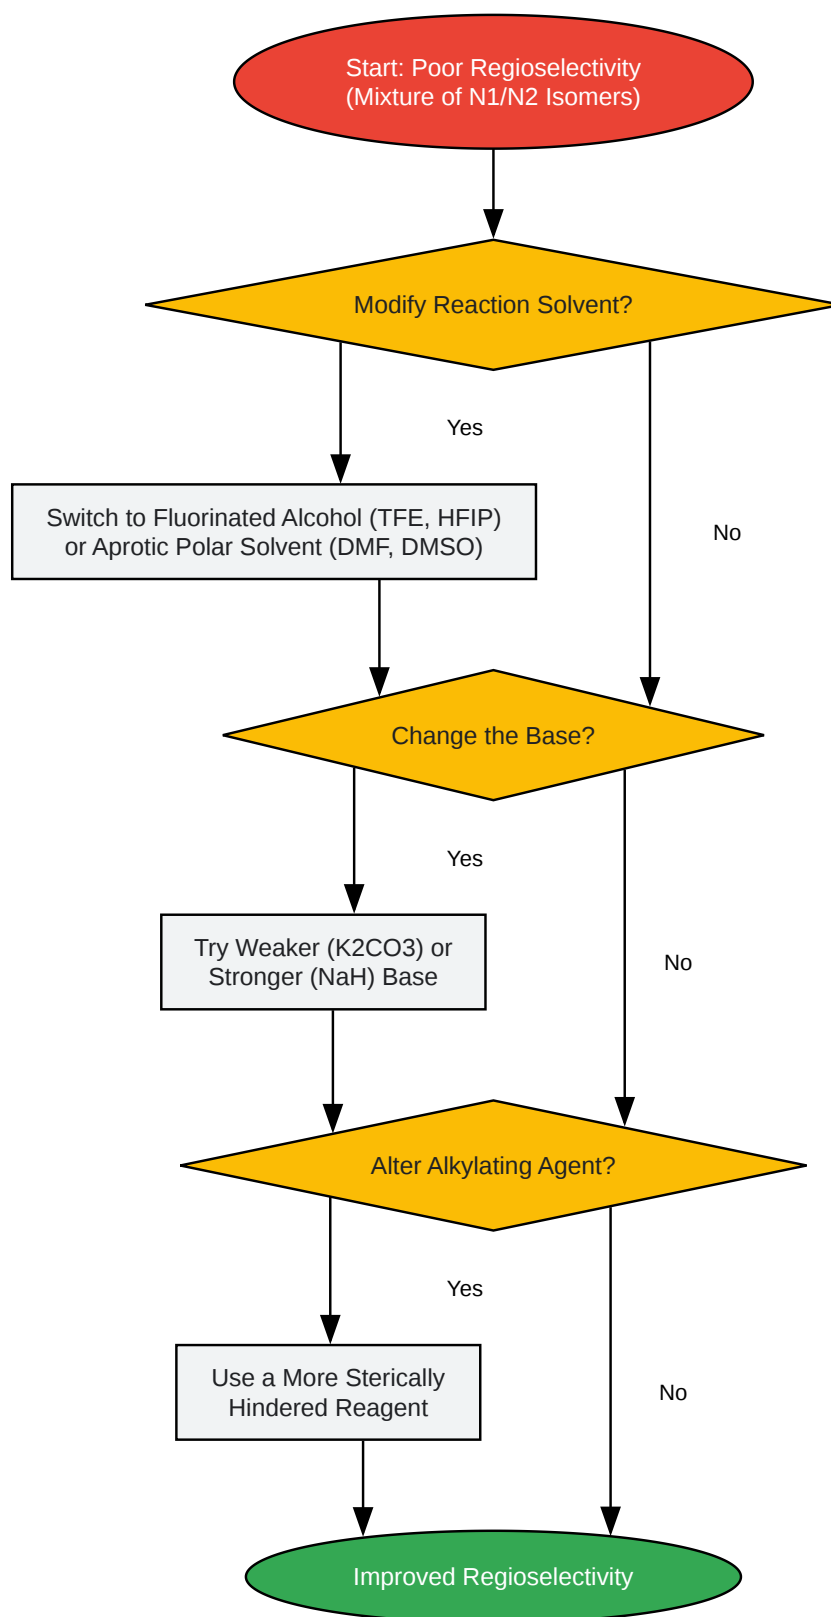 Start: Poor Regioselectivity
(Mixture of N1/N2 Isomers)
Modify Reaction Solvent?
Yes
Switch to Fluorinated Alcohol (TFE, HFIP)
or Aprotic Polar Solvent (DMF, DMSO)
No
Change the Base?
Yes
Try Weaker (K2CO3) or
Stronger (NaH) Base
No
Alter Alkylating Agent?
Yes
Use a More Sterically
Hindered Reagent
No
Improved Regioselectivity